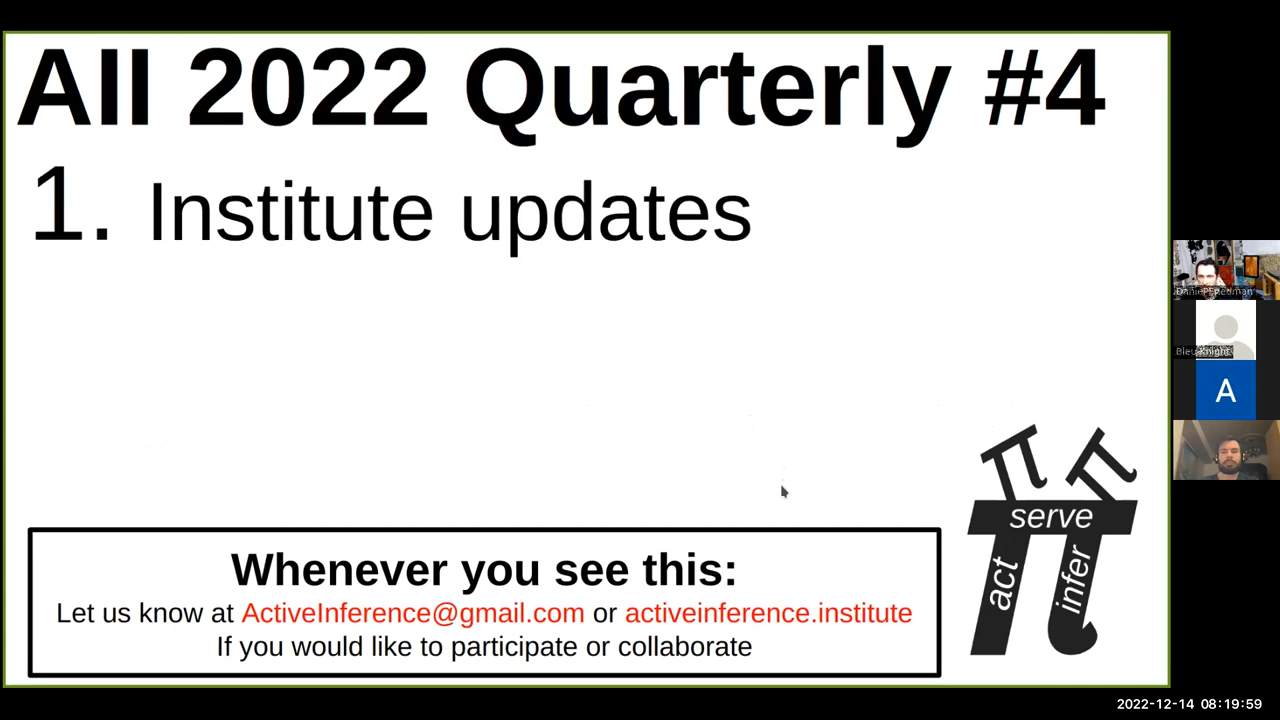 AII 2022 Quarterly #4
1. Institute updates
Whenever you see this:
Let us know at ActiveInference@gmail.com or activeinference.institute
If you would like to participate or collaborate
π π
serve
act
infer
Bleu Knight
A
2022-12-14 08:19:59